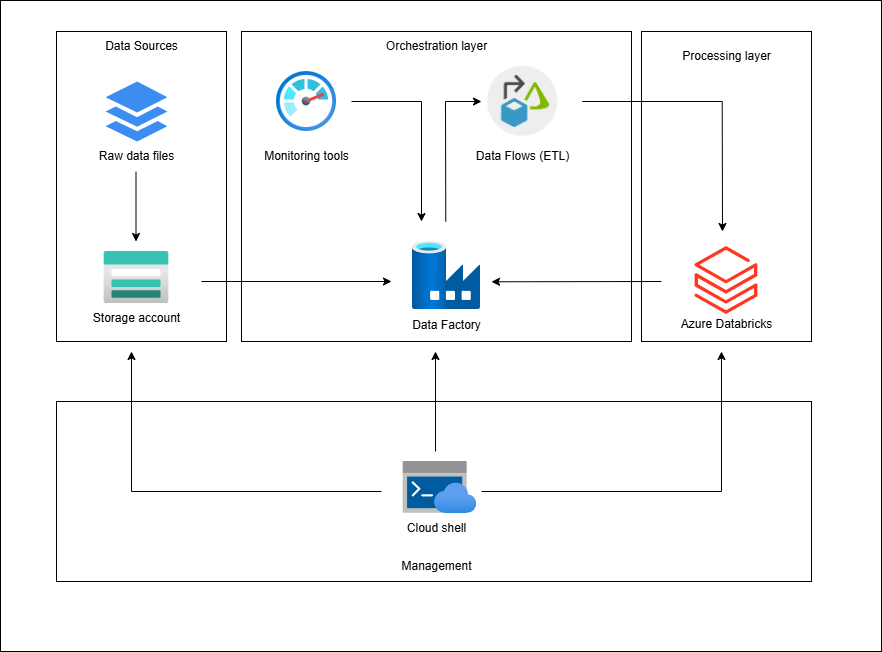 Data Sources
Orchestration layer
Processing layer
Raw data files
Monitoring tools
Data Flows (ETL)
Storage account
Data Factory
Azure Databricks
Cloud shell
Management